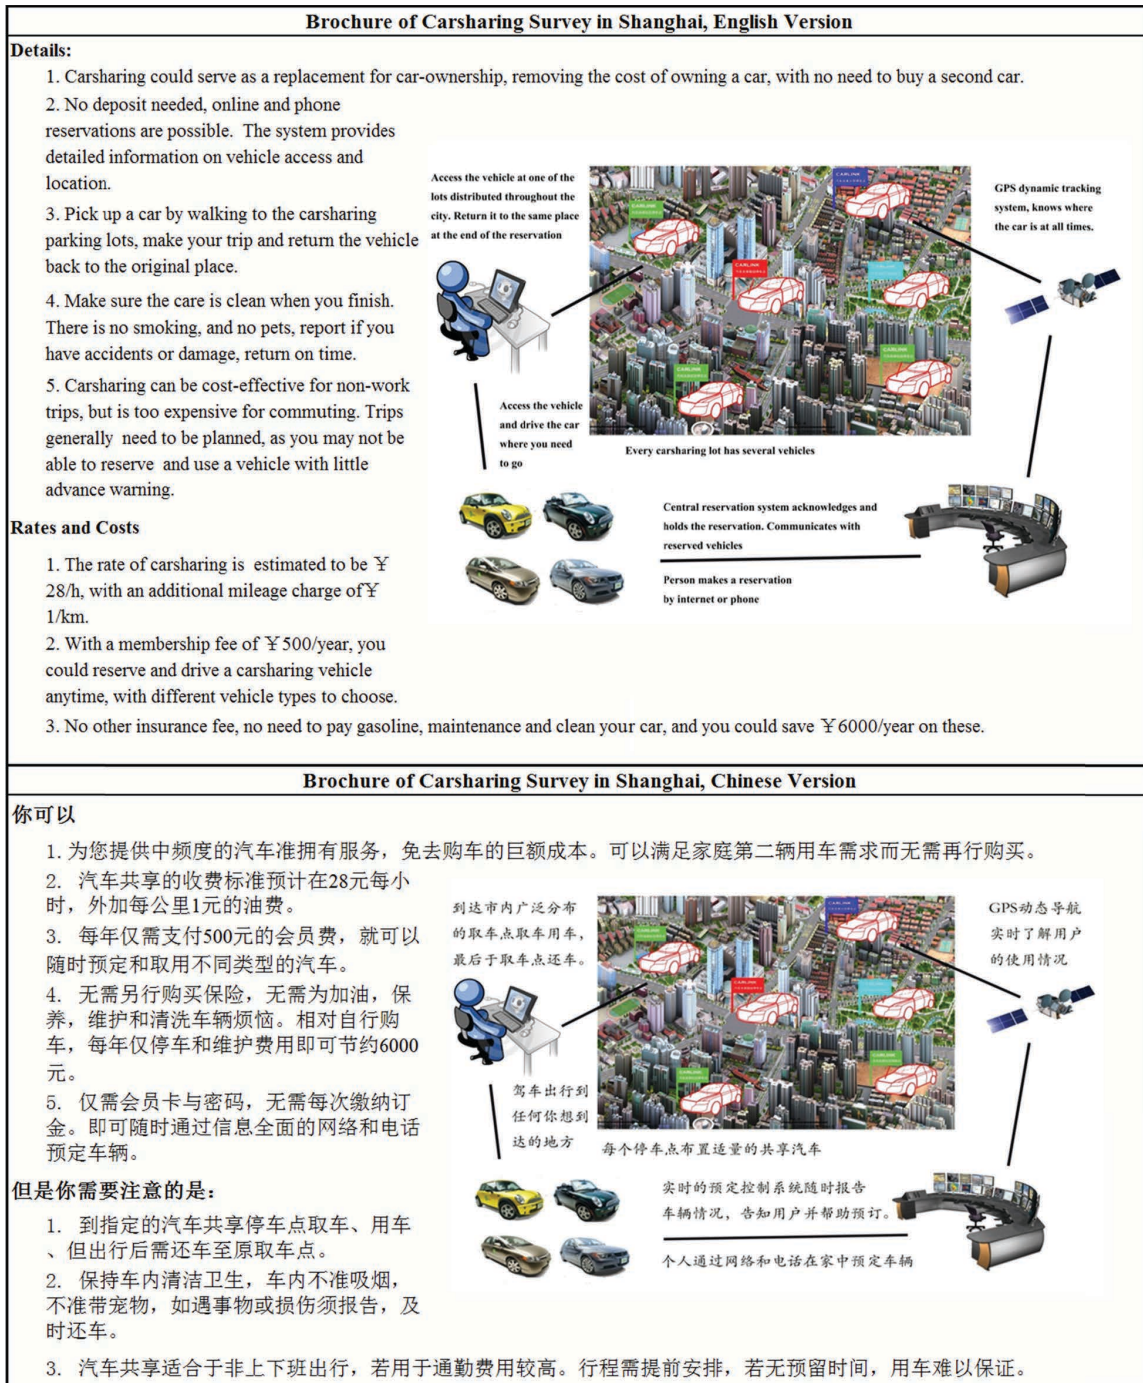 Brochure of Carsharing Survey in Shanghai, English Version
Details:
1. Carsharing could serve as a replacement for car-ownership, removing the cost of owning a car, with no need to buy a second car.
2. No deposit needed, online and phone
reservations are possible. The system provides
detailed information on vehicle access and
location.
3. Pick up a car by walking to the carsharing
parking lots, make your trip and return the vehicle
back to the original place.
4. Make sure the care is clean when you finish.
There is no smoking, and no pets, report if you
have accidents or damage, return on time.
5. Carsharing can be cost-effective for non-work
trips, but is too expensive for commuting. Trips
generally need to be planned, as you may not be
able to reserve and use a vehicle with little
advance warning.
Rates and Costs
1. The rate of carsharing is estimated to be ¥
28/h, with an additional mileage charge of ¥
1/km.
2. With a membership fee of ¥500/year, you
could reserve and drive a carsharing vehicle
anytime, with different vehicle types to choose.
3. No other insurance fee, no need to pay gasoline, maintenance and clean your car, and you could save ¥6000/year on these.
Access the vehicle at one of the
lots distributed throughout the
city. Return it to the same place
at the end of the reservation
CARLINK
CARLINK
CARLINK
CARLINK
CARLINK
GPS dynamic tracking
system, knows where
the car is at all times.
Access the vehicle
and drive the car
where you need
to go
Every carsharing lot has several vehicles
Central reservation system acknowledges and
holds the reservation. Communicates with
reserved vehicles
Person makes a reservation
by internet or phone
Brochure of Carsharing Survey in Shanghai, Chinese Version
你可以
1. 为您提供中频度的汽车准拥有服务，免去购车的巨额成本。可以满足家庭第二辆用车需求而无需再行购买。
2. 汽车共享的收费标准预计在28元每小
时，外加每公里1元的油费。
3. 每年仅需支付500元的会员费，就可以
随时预定和取用不同类型的汽车。
4. 无需另行购买保险，无需为加油，保
养，维护和清洗车辆烦恼。相对自行购
车，每年仅停车和维护费用即可节约6000
元。
5. 仅需会员卡与密码，无需每次缴纳订
金。即可随时通过信息全面的网络和电话
预定车辆。
但是你需要注意的是：
1. 到指定的汽车共享停车点取车、用车
、但出行后需还车至原取车点。
2. 保持车内清洁卫生，车内不准吸烟，
不准带宠物，如遇事物或损伤须报告，及
时还车。
3. 汽车共享适合于非上下班出行，若用于通勤费用较高。行程需提前安排，若无预留时间，用车难以保证。
到达市内广泛分布
的取车点取车用车，
最后于取车点还车。
CARLINK
CARLINK
CARLINK
CARLINK
CARLINK
GPS动态导航
实时了解用户
的使用情况
驾车出行到
任何你想到
达的地方
每个停车点布置适量的共享汽车
实时的预定控制系统随时报告
车辆情况，告知用户并帮助预订。
个人通过网络和电话在家中预定车辆